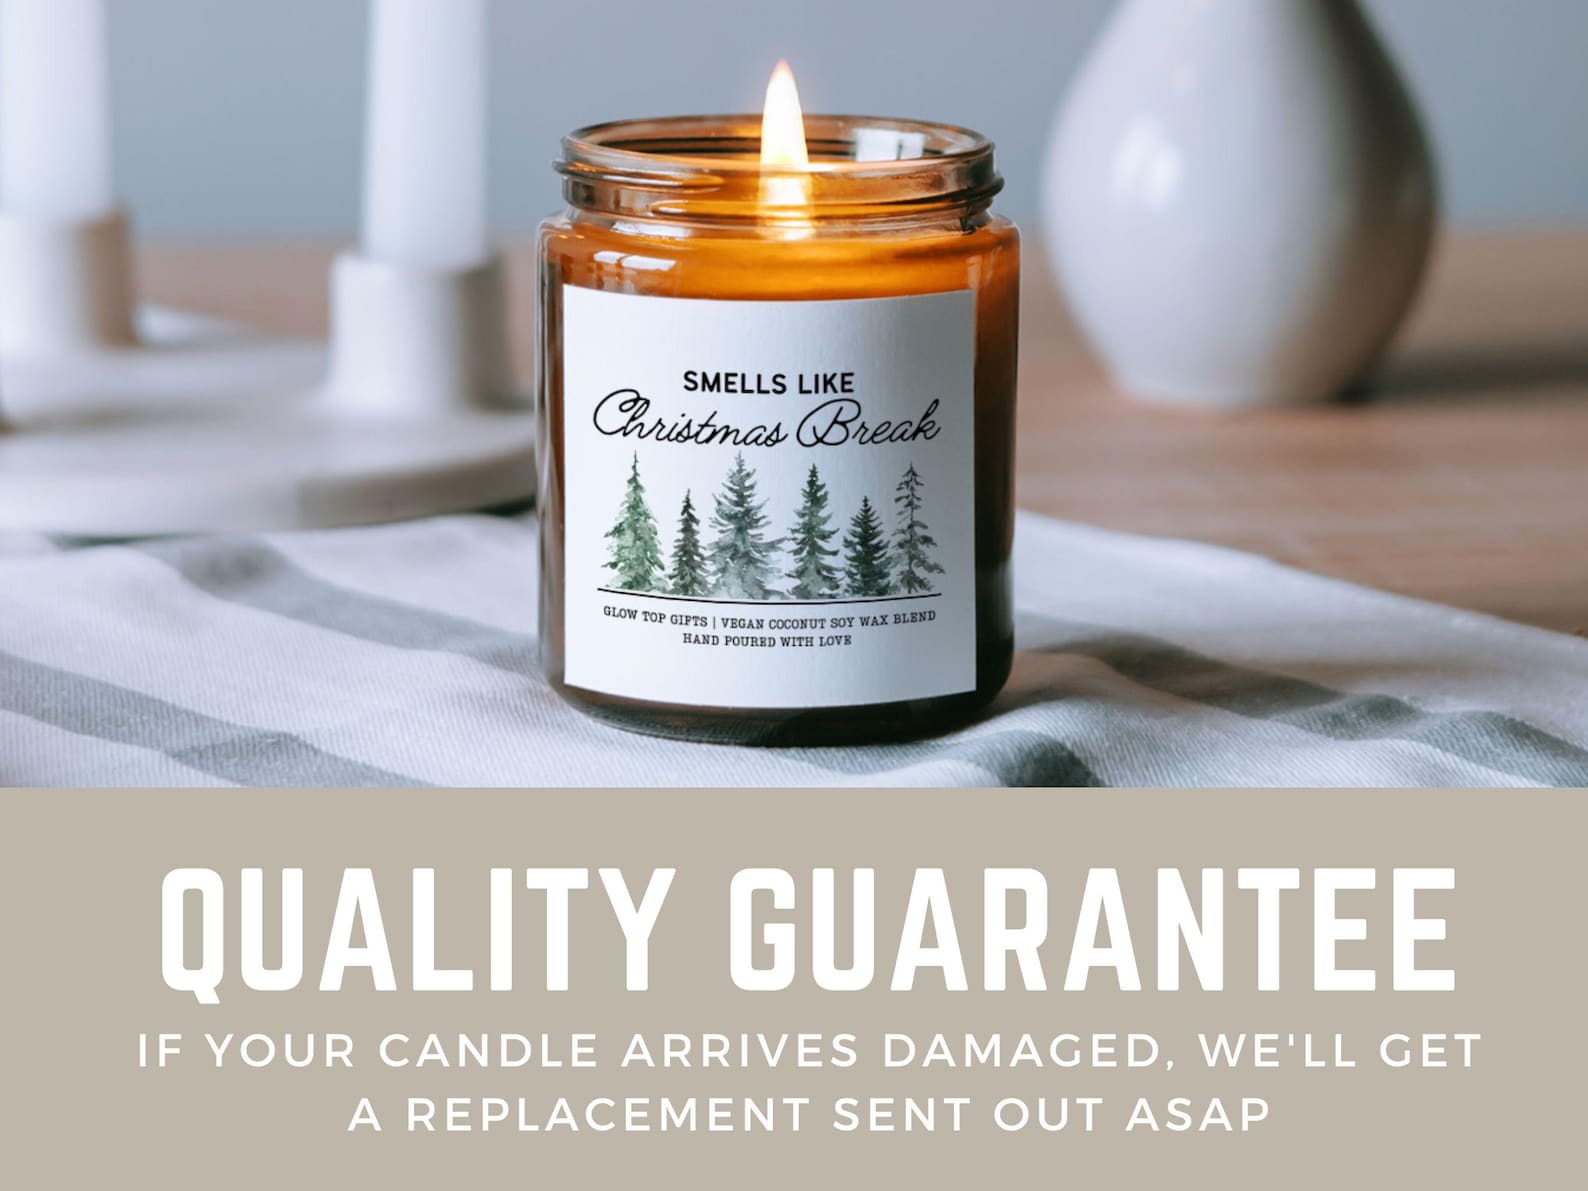 SMELLS LIKE
Christmas Break
GLOW TOP GIFTS | VEGAN COCONUT SOY WAX BLEND
HAND POURED WITH LOVE
QUALITY GUARANTEE
IF YOUR CANDLE ARRIVES DAMAGED, WE'LL GET
A REPLACEMENT SENT OUT ASAP